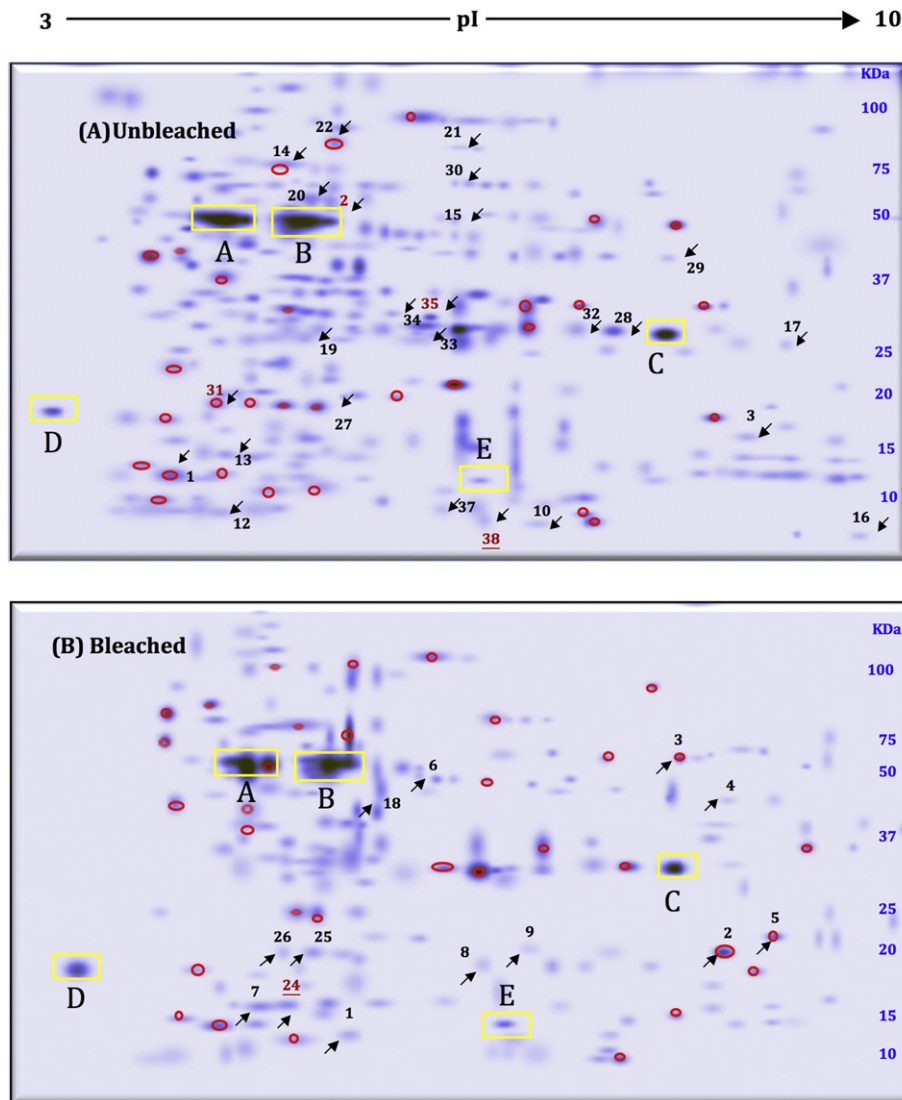 3 pI 10
KDa
100
(A)Unbleached
22
21
14
75
30
20 2
50
15
A B
29
37
35
34 32 28 17
33
19 C
25
31 20
27 3
D
15
E
13
1
10
37 10
12 16
38
KDa
(B) Bleached
100
75
3
6 50
A B 4
18
37
C
25
26 25 9 2 5
20
8
D 24
7 E
1 15
10